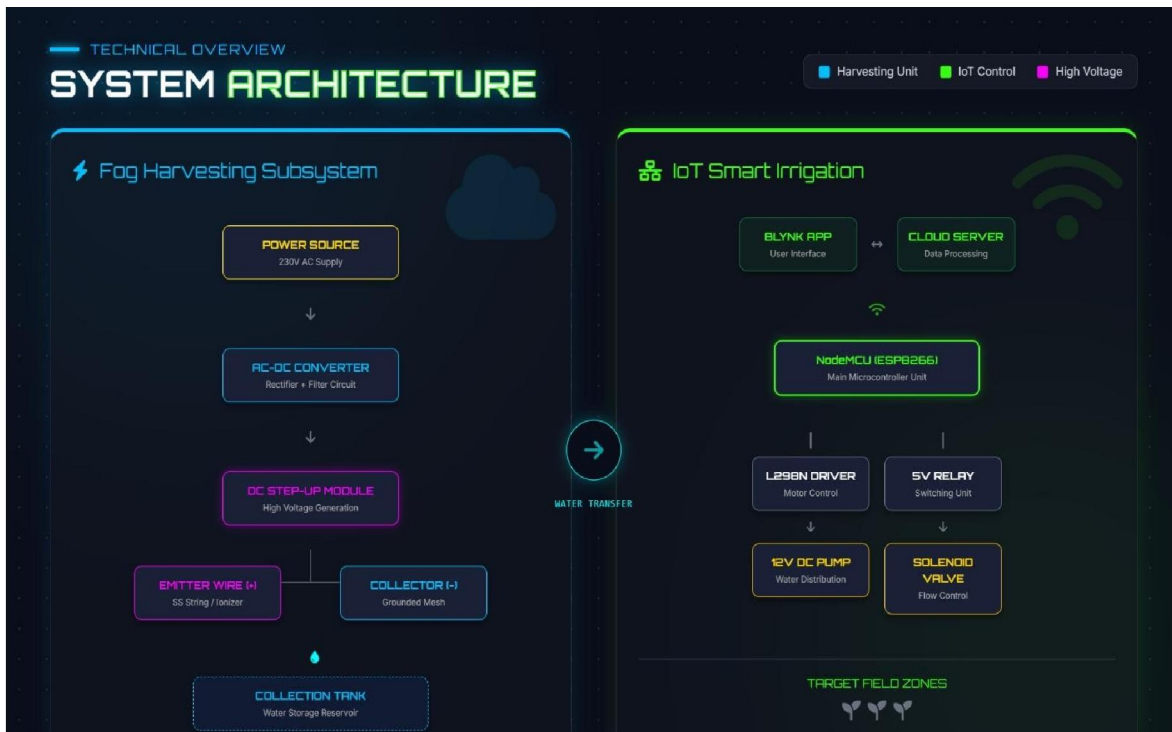 TECHNICAL OVERVIEW
SYSTEM ARCHITECTURE
Harvesting Unit
IoT Control
High Voltage
Fog Harvesting Subsystem
POWER SOURCE
230V AC Supply
AC-DC CONVERTER
Rectifier + Filter Circuit
DC STEP-UP MODULE
High Voltage Generation
EMITTER WIRE (+)
SS String / Ionizer
COLLECTOR (-)
Grounded Mesh
COLLECTION TANK
Water Storage Reservoir
WATER TRANSFER
IoT Smart Irrigation
BLYNK APP
User Interface
CLOUD SERVER
Data Processing
NodeMCU (ESP8266)
Main Microcontroller Unit
L298N DRIVER
Motor Control
5V RELAY
Switching Unit
12V DC PUMP
Water Distribution
SOLENOID
VALVE
Flow Control
TARGET FIELD ZONES